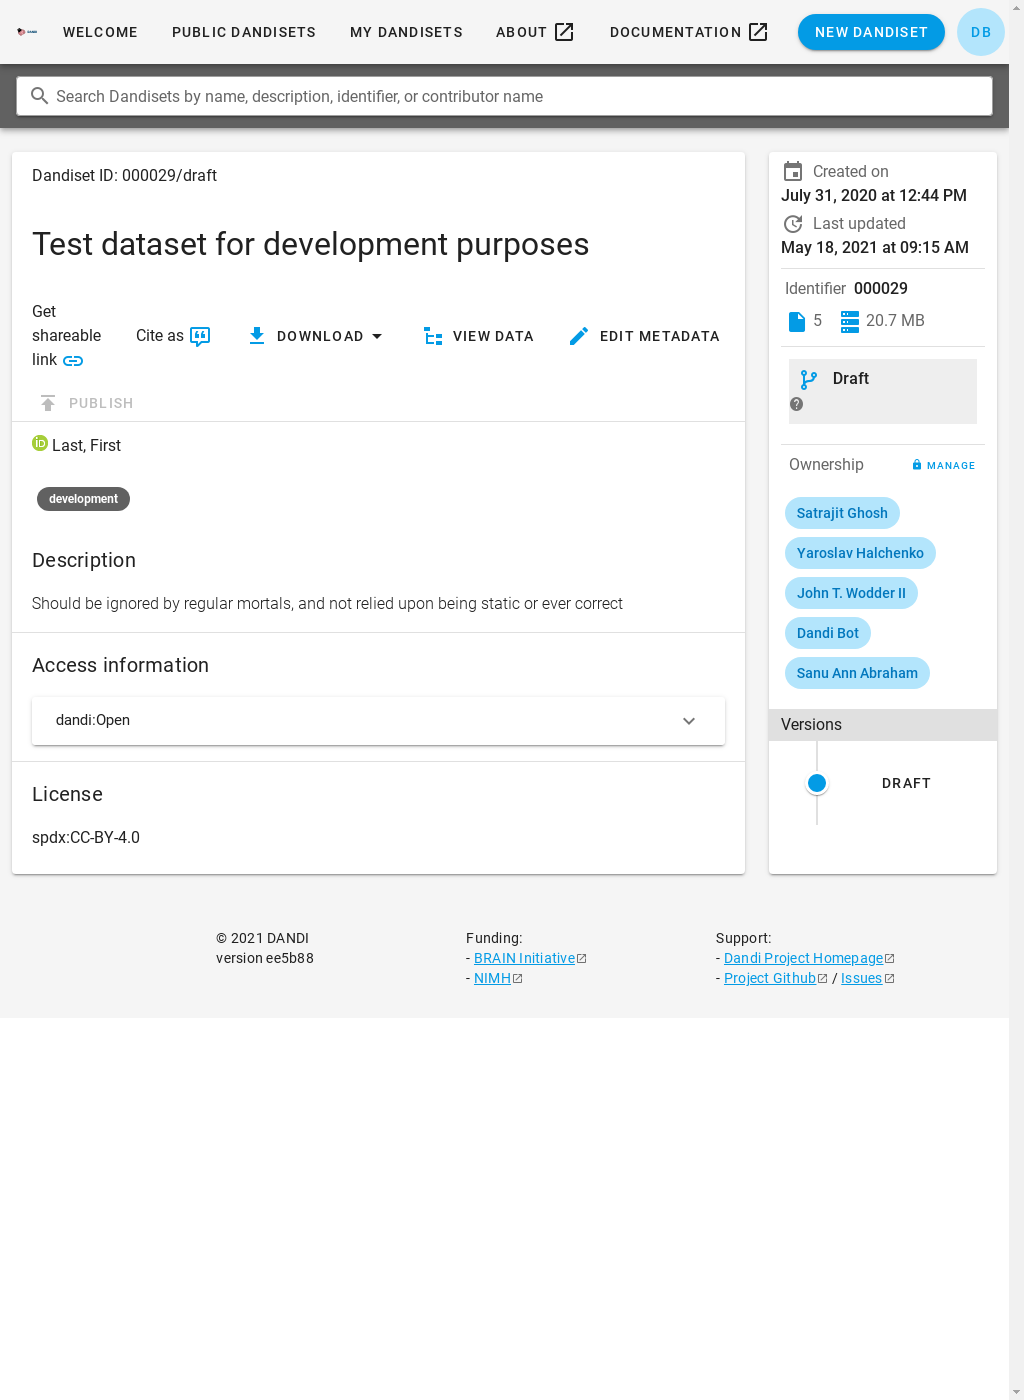 WELCOME PUBLIC DANDISETS MY DANDISETS ABOUT DOCUMENTATION NEW DANDISET DB
Search Dandisets by name, description, identifier, or contributor name
Dandiset ID: 000029/draft
Test dataset for development purposes
Get
shareable
link
Cite as
DOWNLOAD
VIEW DATA
EDIT METADATA
PUBLISH
iD Last, First
development
Description
Should be ignored by regular mortals, and not relied upon being static or ever correct
Access information
dandi:Open
License
spdx:CC-BY-4.0
Created on
July 31, 2020 at 12:44 PM
Last updated
May 18, 2021 at 09:15 AM
Identifier 000029
5 20.7 MB
Draft
?
Ownership MANAGE
Satrajit Ghosh
Yaroslav Halchenko
John T. Wodder II
Dandi Bot
Sanu Ann Abraham
Versions
DRAFT
© 2021 DANDI
version ee5b88
Funding:
- BRAIN Initiative
- NIMH
Support:
- Dandi Project Homepage
- Project Github / Issues